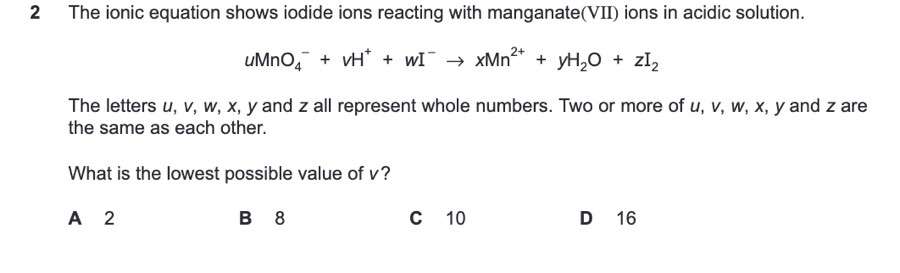 2 The ionic equation shows iodide ions reacting with manganate(VII) ions in acidic solution.
uMnO₄⁻ + vH⁺ + wI⁻ → xMn²⁺ + yH₂O + zI₂
The letters u, v, w, x, y and z all represent whole numbers. Two or more of u, v, w, x, y and z are
the same as each other.
What is the lowest possible value of v?
A 2 B 8 C 10 D 16